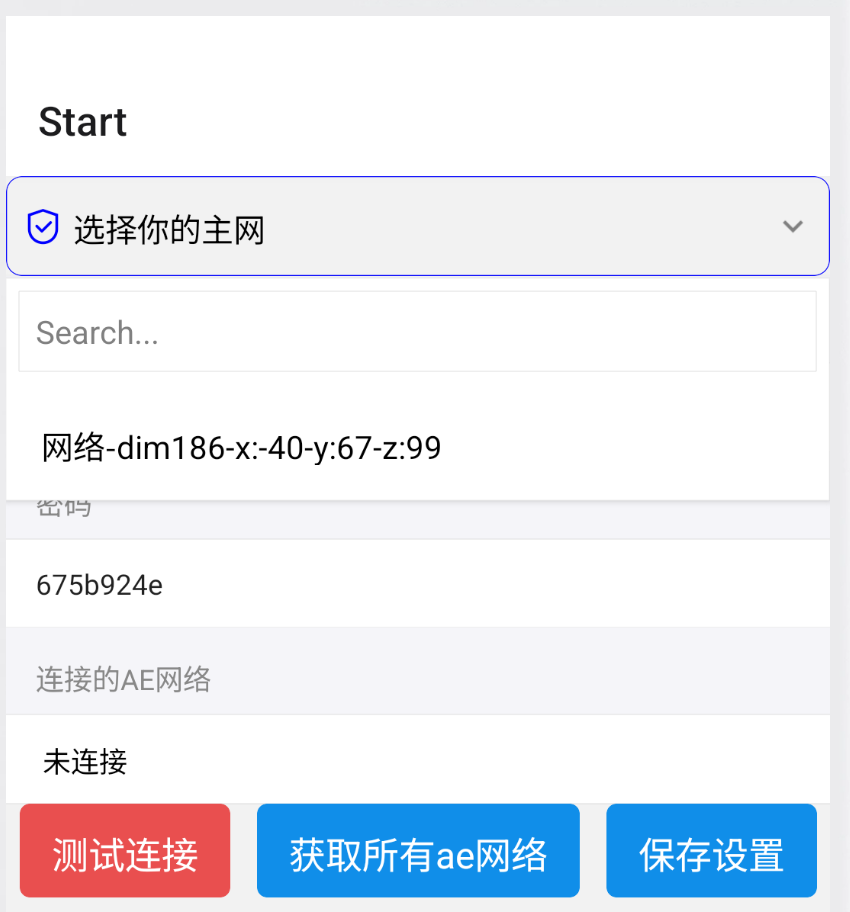 Start
选择你的主网
Search...
网络-dim186-x:-40-y:67-z:99
密码
675b924e
连接的AE网络
未连接
测试连接
获取所有ae网络
保存设置